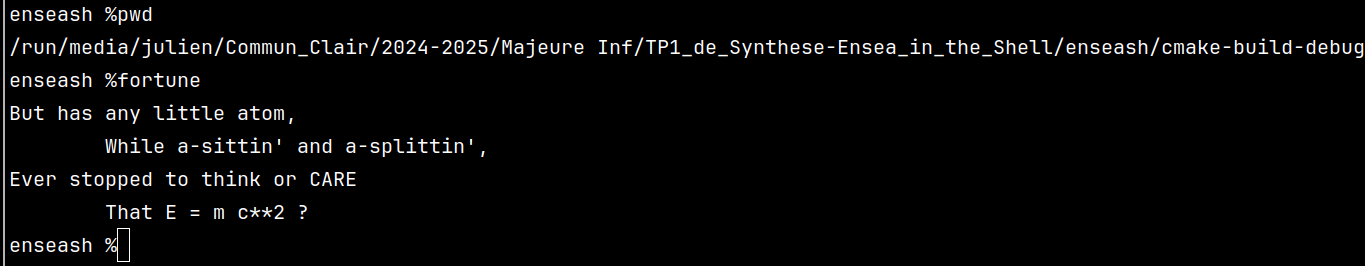 enseash %pwd
/run/media/julien/Commun_Clair/2024-2025/Majeure Inf/TP1_de_Synthese-Ensea_in_the_Shell/enseash/cmake-build-debug
enseash %fortune
But has any little atom,
        While a-sittin' and a-splittin',
Ever stopped to think or CARE
        That E = m c**2 ?
enseash %